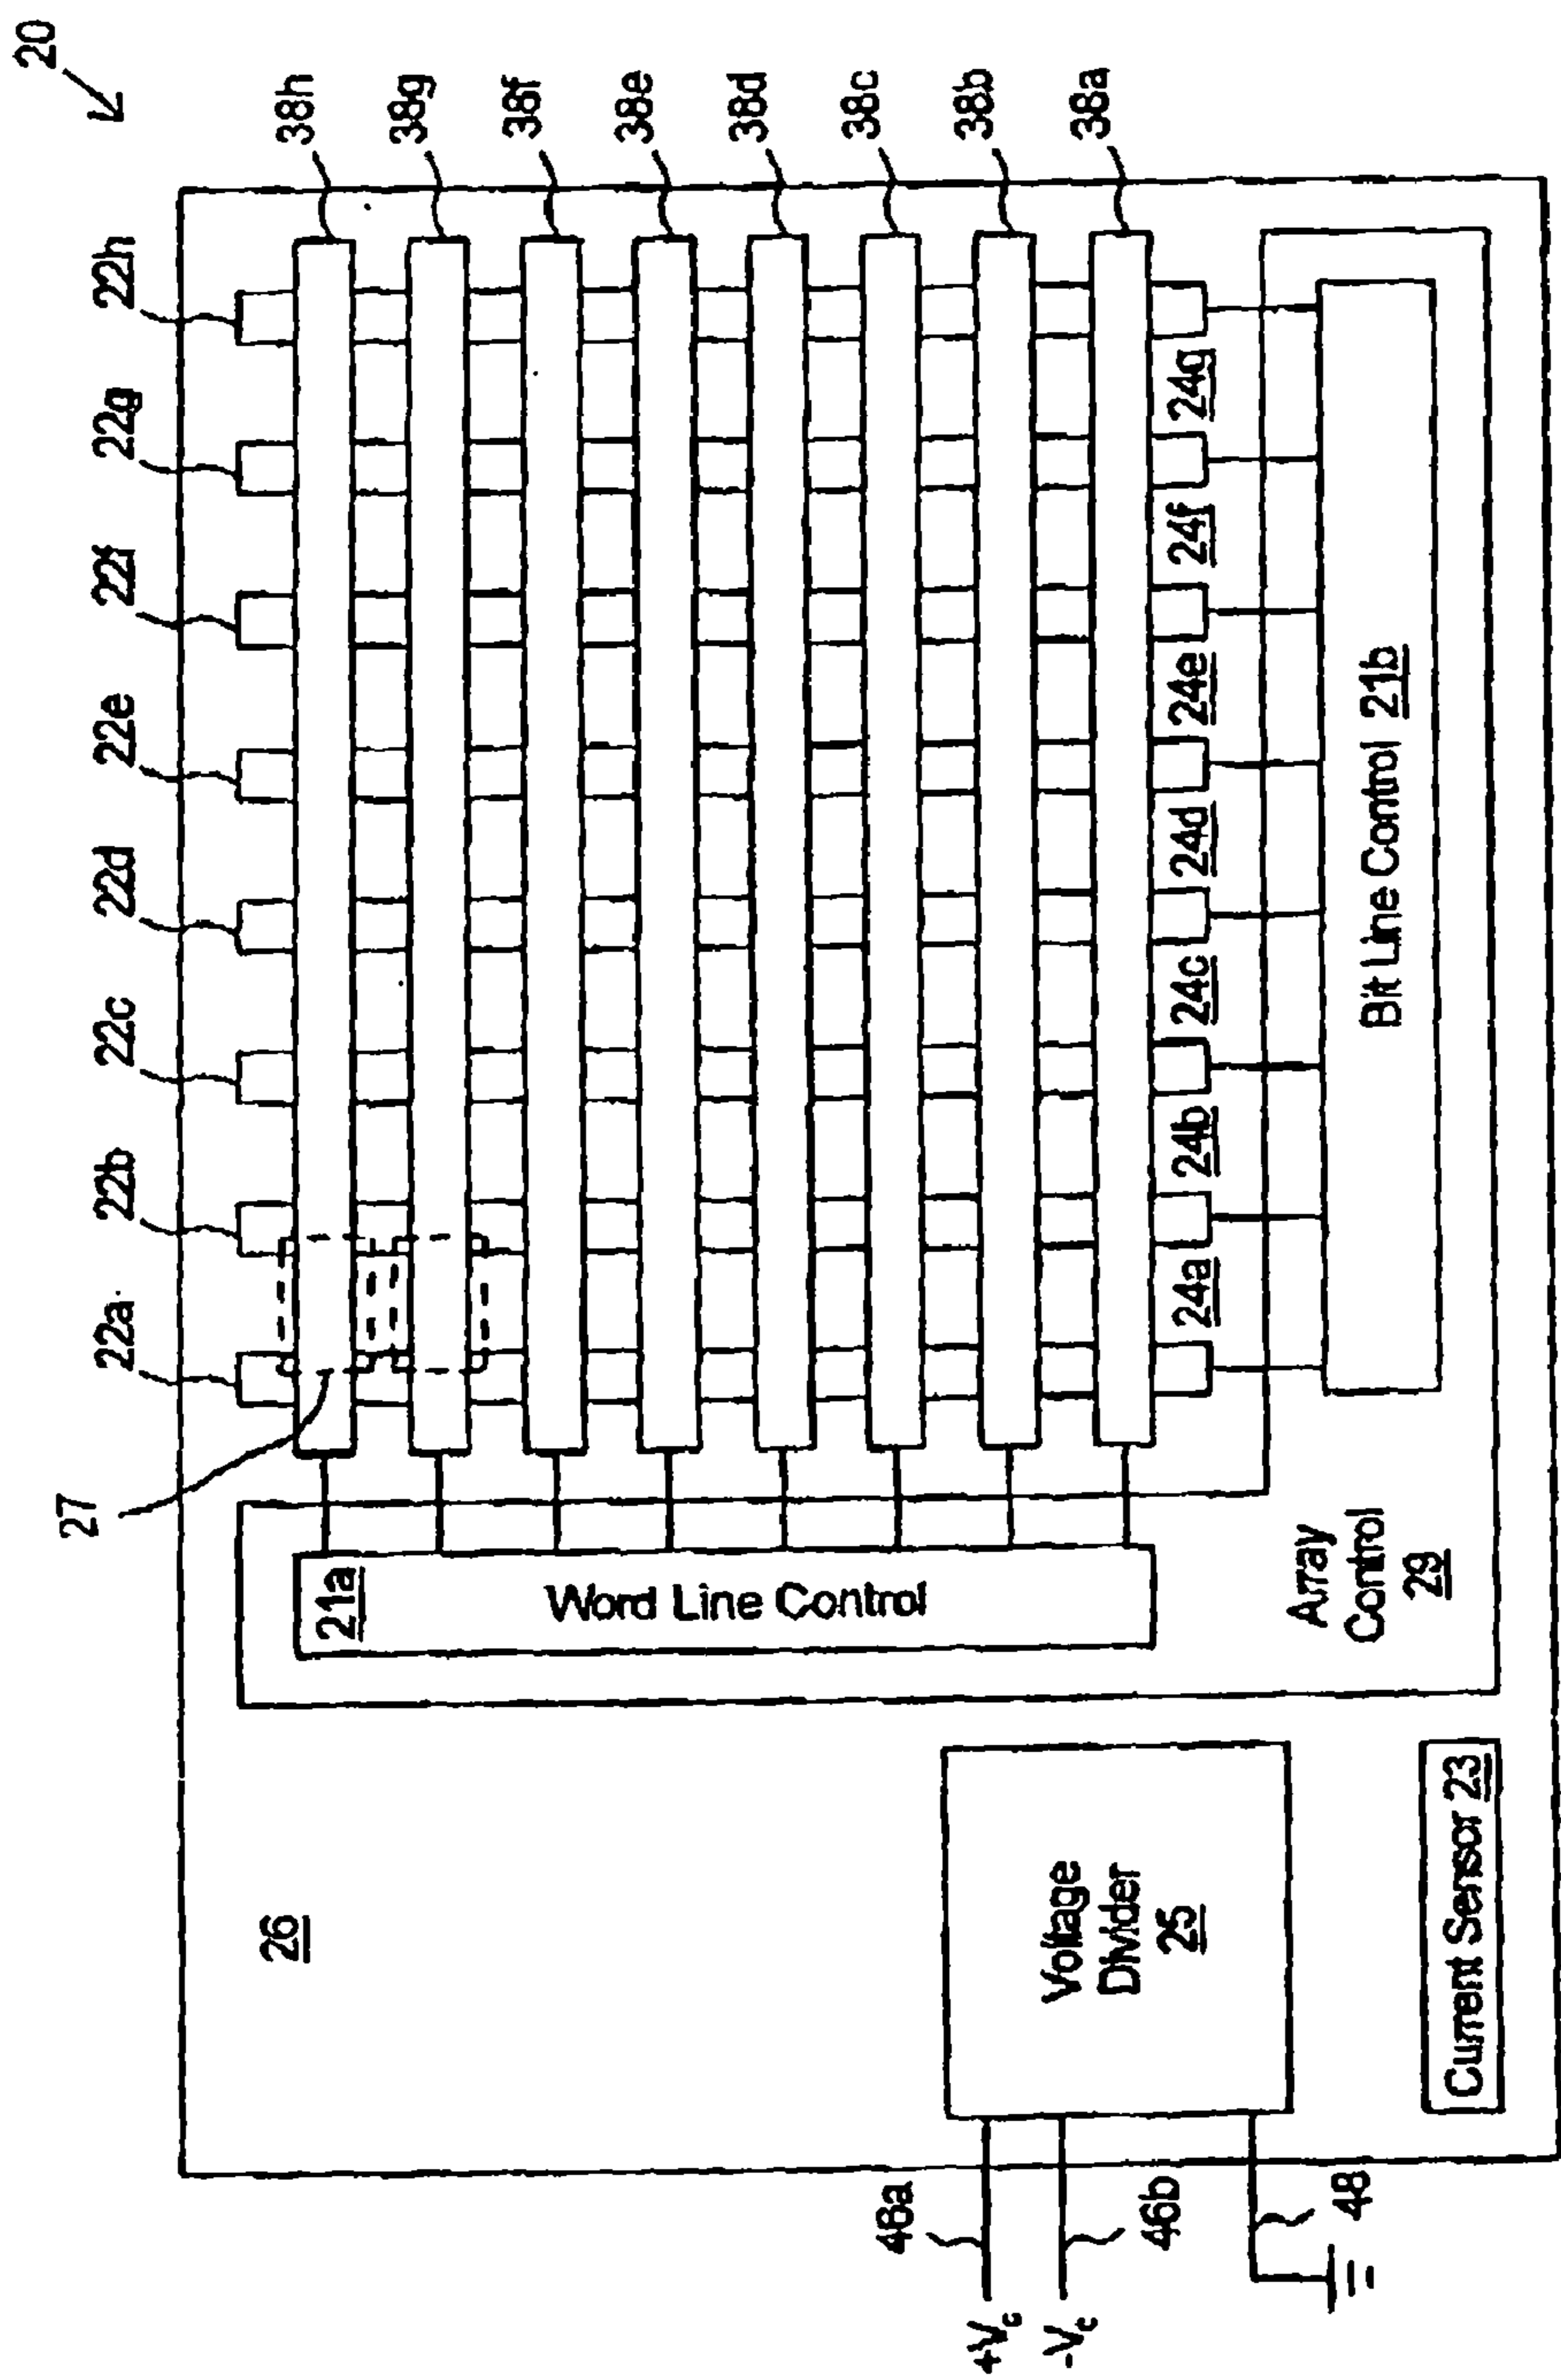 20
22a
22b
22c
22d
22e
22f
22g
22h
27
38h
38g
38f
38e
38d
38c
38b
38a
21a
Word Line Control
24a
24b
24c
24d
24e
24f
24g
Bit Line Control 21b
Array
Control
29
26
Voltage
Divider
25
Current Sensor 23
46a
+Vc
46b
-Vc
48